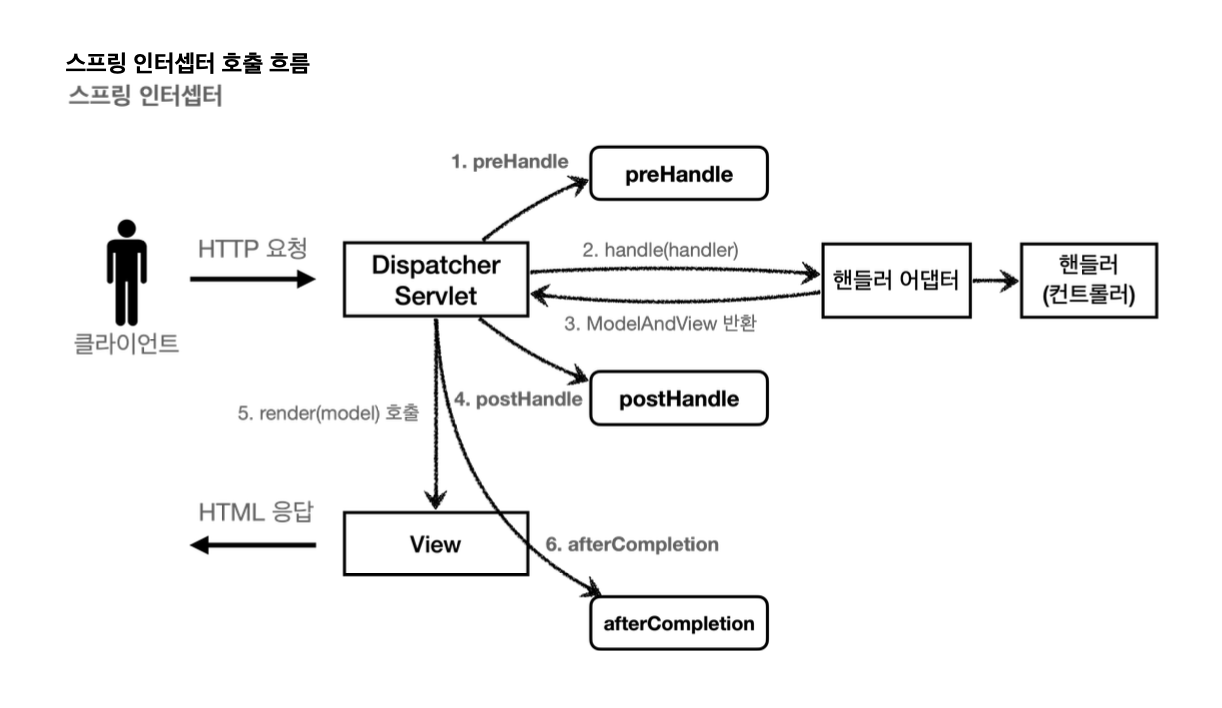 스프링 인터셉터 호출 흐름
스프링 인터셉터
1. preHandle
preHandle
HTTP 요청
클라이언트
Dispatcher
Servlet
2. handle(handler)
3. ModelAndView 반환
핸들러 어댑터
핸들러
(컨트롤러)
4. postHandle
postHandle
5. render(model) 호출
HTML 응답
View
6. afterCompletion
afterCompletion